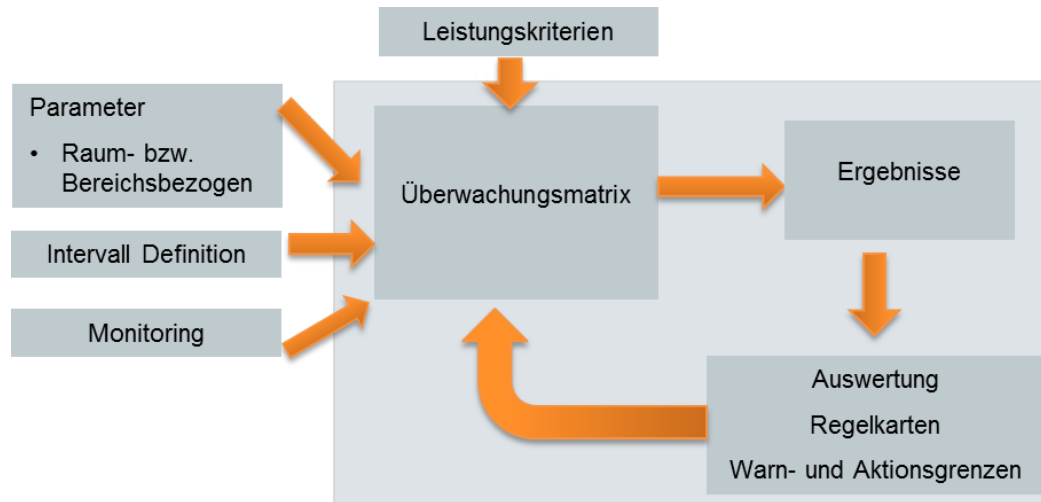 Leistungskriterien
Parameter
• Raum- bzw.
Bereichsbezogen
Überwachungsmatrix
Ergebnisse
Intervall Definition
Monitoring
Auswertung
Regelkarten
Warn- und Aktionsgrenzen